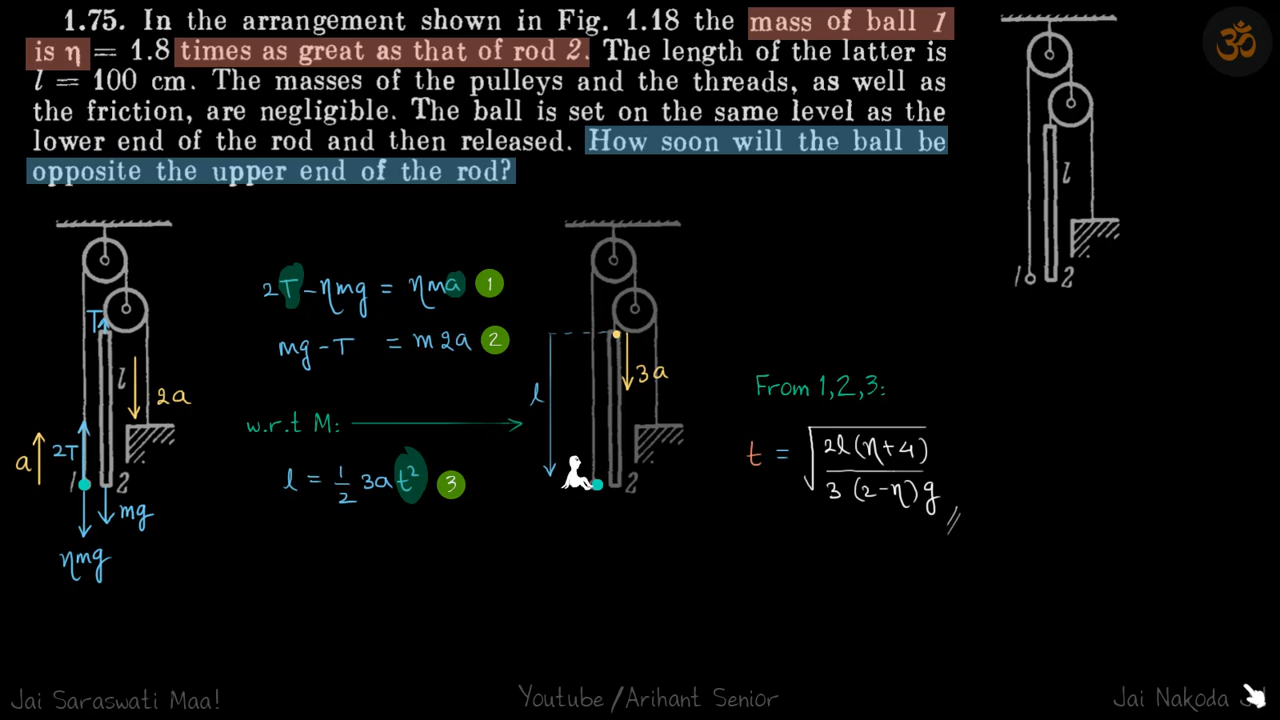 1.75. In the arrangement shown in Fig. 1.18 the mass of ball 1
is η = 1.8 times as great as that of rod 2. The length of the latter is
l = 100 cm. The masses of the pulleys and the threads, as well as
the friction, are negligible. The ball is set on the same level as the
lower end of the rod and then released. How soon will the ball be
opposite the upper end of the rod?
l
1 2
T
l
2a
a
2T
1 2
mg
ηmg
2T - ηmg = ηma 1
mg - T = m2a 2
w.r.t M:
l = 1/2 3at² 3
l
3a
2
From 1,2,3:
t = √(2l(η+4) / 3(2-η)g)
Jai Saraswati Maa!
Youtube/Arihant Senior
Jai Nakoda
ॐ